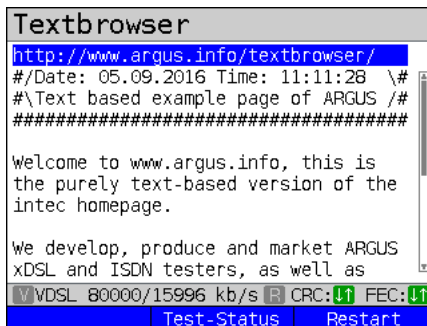 Textbrowser
http://www.argus.info/textbrowser/
#/Date: 05.09.2016 Time: 11:11:28 \#
#\Text based example page of ARGUS /#
#####################################
Welcome to www.argus.info, this is
the purely text-based version of the
intec homepage.
We develop, produce and market ARGUS
xDSL and ISDN testers, as well as
V VDSL 80000/15996 kb/s R CRC:↓↑ FEC:↓↑
Test-Status Restart